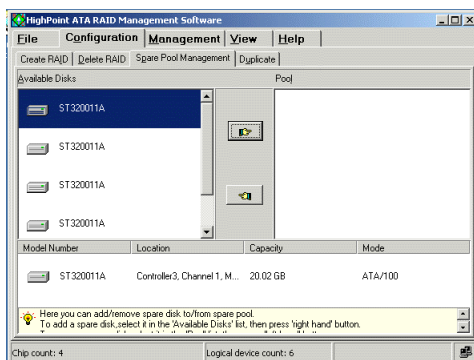 HighPoint ATA RAID Management Software
File Configuration Management View Help
Create RAID Delete RAID Spare Pool Management Duplicate
Available Disks Pool
ST320011A
ST320011A
ST320011A
ST320011A
Model Number Location Capacity Mode
ST320011A Controller3, Channel 1, M... 20.02 GB ATA/100
Here you can add/remove spare disk to/from spare pool.
To add a spare disk,select it in the 'Available Disks' list, then press 'right hand' button.
Chip count: 4 Logical device count: 6